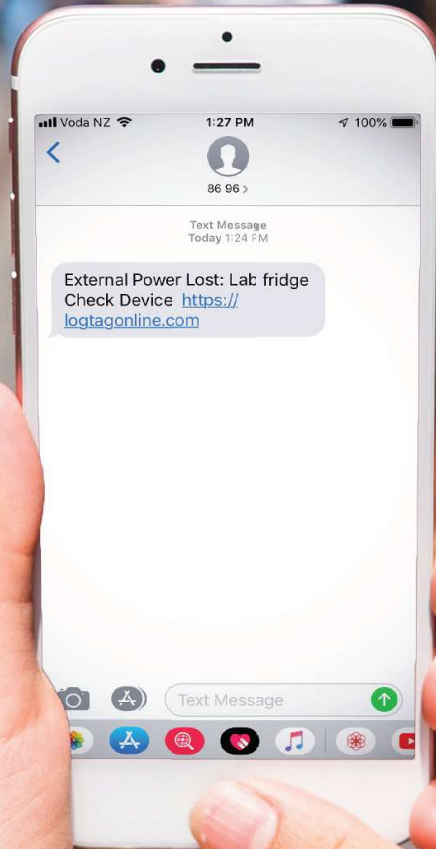 Voda NZ 1:27 PM 100%
86 96 >
Text Message
Today 1:24 PM
External Power Lost: Lab fridge
Check Device https://
logtagonline.com
Text Message